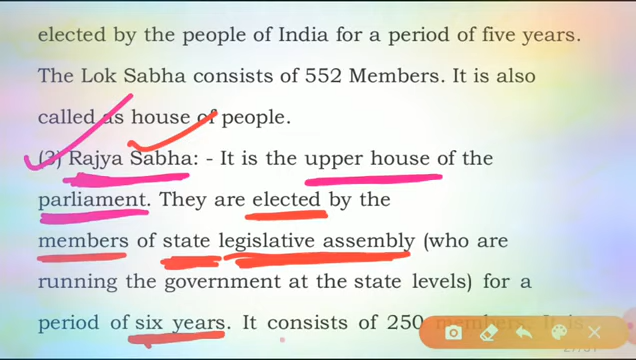 elected by the people of India for a period of five years.
The Lok Sabha consists of 552 Members. It is also
called as house of people.
(3) Rajya Sabha: - It is the upper house of the
parliament. They are elected by the
members of state legislative assembly (who are
running the government at the state levels) for a
period of six years. It consists of 250 members. It is